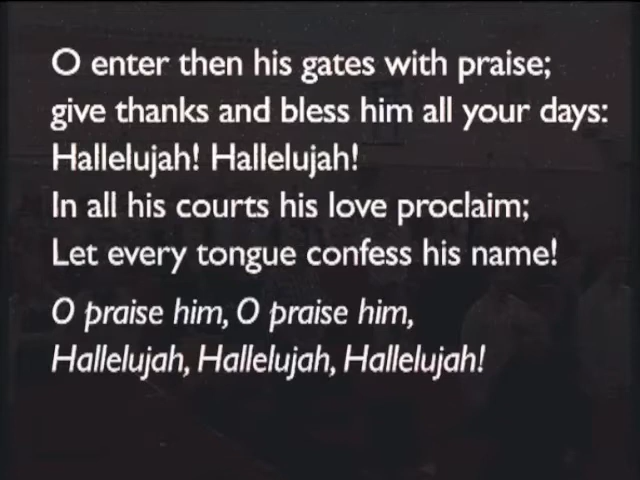 O enter then his gates with praise;
give thanks and bless him all your days:
Hallelujah! Hallelujah!
In all his courts his love proclaim;
Let every tongue confess his name!
O praise him, O praise him,
Hallelujah, Hallelujah, Hallelujah!